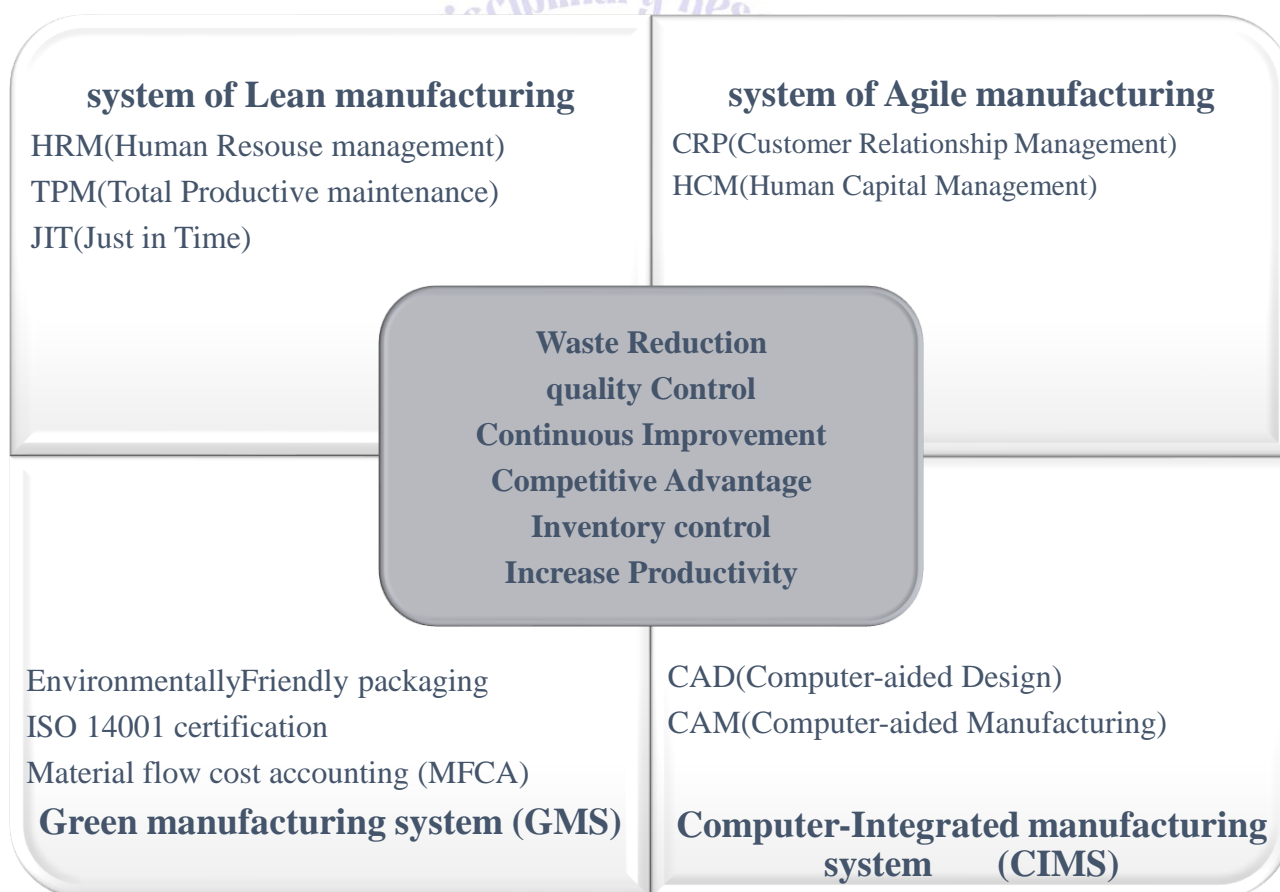 system of Lean manufacturing
HRM(Human Resouse management)
TPM(Total Productive maintenance)
JIT(Just in Time)
system of Agile manufacturing
CRP(Customer Relationship Management)
HCM(Human Capital Management)
Waste Reduction
quality Control
Continuous Improvement
Competitive Advantage
Inventory control
Increase Productivity
EnvironmentallyFriendly packaging
ISO 14001 certification
Material flow cost accounting (MFCA)
Green manufacturing system (GMS)
CAD(Computer-aided Design)
CAM(Computer-aided Manufacturing)
Computer-Integrated manufacturing
system (CIMS)